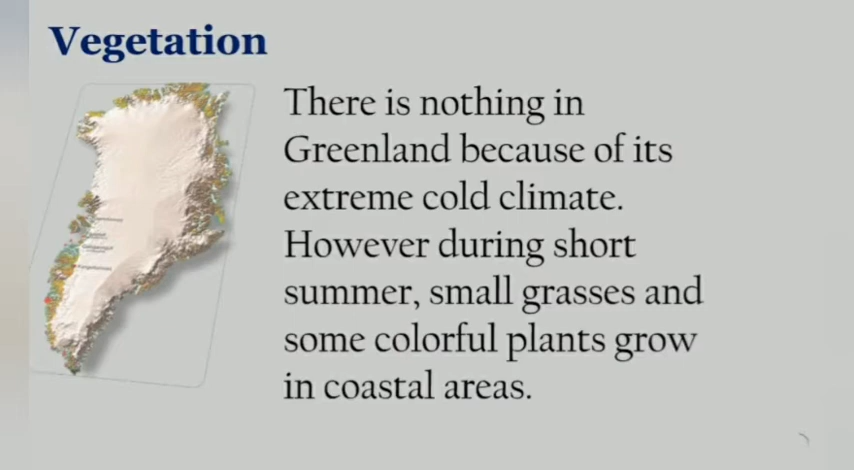 Vegetation
There is nothing in
Greenland because of its
extreme cold climate.
However during short
summer, small grasses and
some colorful plants grow
in coastal areas.